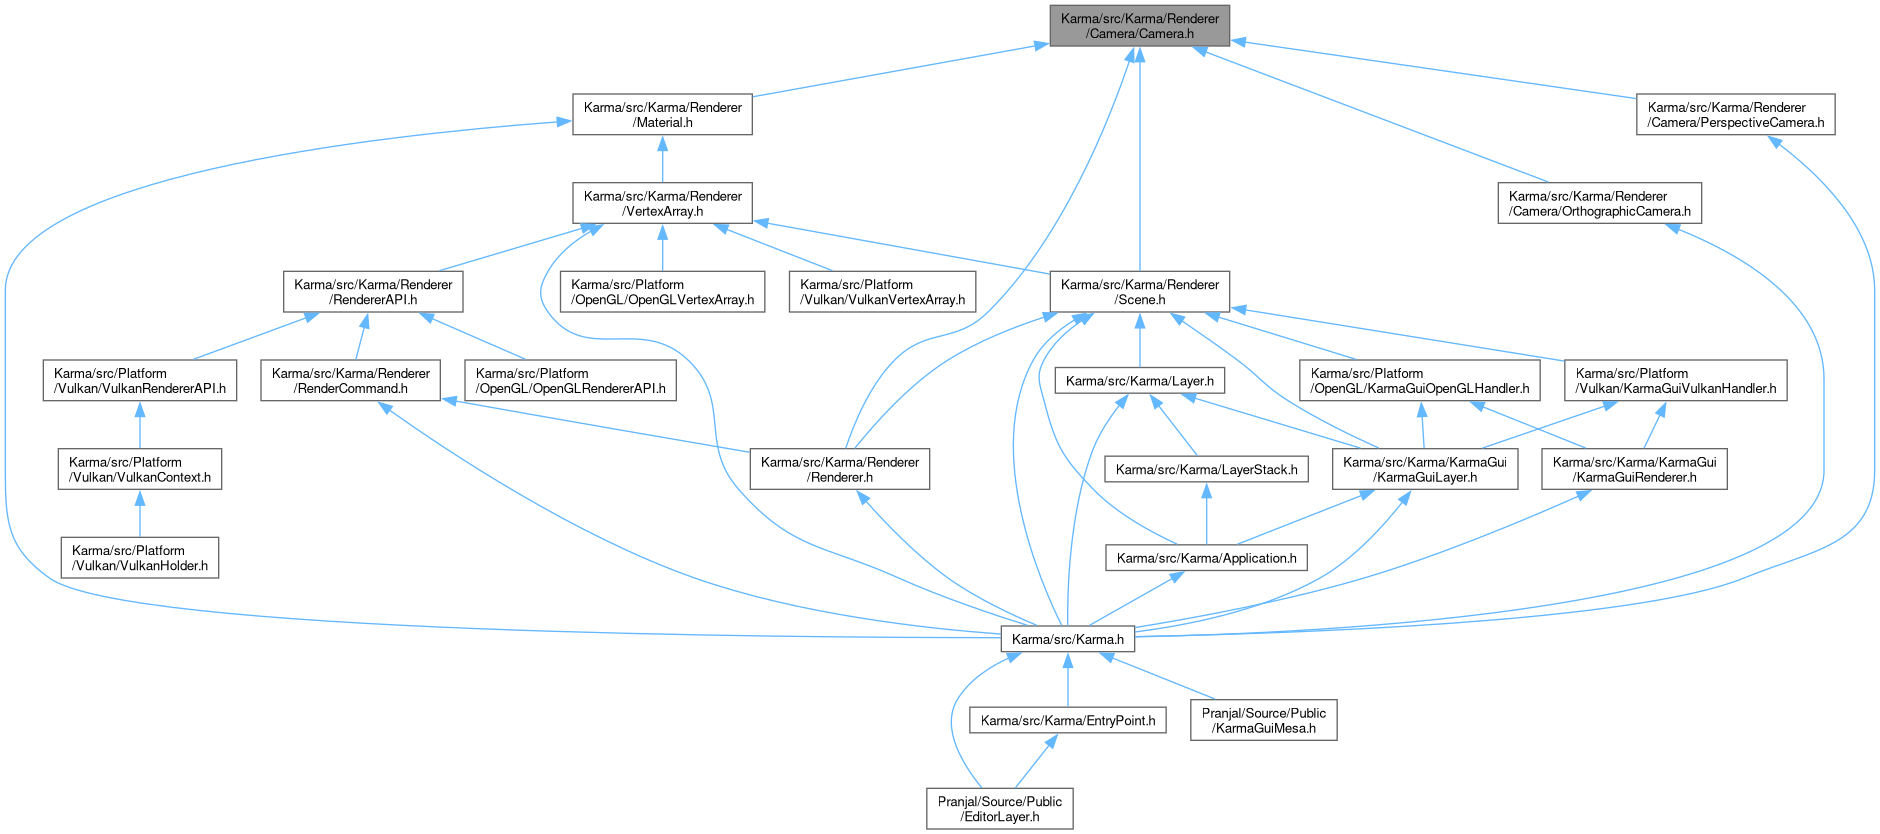 Karma/src/Karma/Renderer
/Camera/Camera.h
Karma/src/Karma/Renderer
/Material.h
Karma/src/Karma/Renderer
/Camera/PerspectiveCamera.h
Karma/src/Karma/Renderer
/VertexArray.h
Karma/src/Karma/Renderer
/Camera/OrthographicCamera.h
Karma/src/Karma/Renderer
/RendererAPI.h
Karma/src/Platform
/OpenGL/OpenGLVertexArray.h
Karma/src/Platform
/Vulkan/VulkanVertexArray.h
Karma/src/Karma/Renderer
/Scene.h
Karma/src/Platform
/Vulkan/VulkanRendererAPI.h
Karma/src/Karma/Renderer
/RenderCommand.h
Karma/src/Platform
/OpenGL/OpenGLRendererAPI.h
Karma/src/Karma/Layer.h
Karma/src/Platform
/OpenGL/KarmaGuiOpenGLHandler.h
Karma/src/Platform
/Vulkan/KarmaGuiVulkanHandler.h
Karma/src/Platform
/Vulkan/VulkanContext.h
Karma/src/Karma/Renderer
/Renderer.h
Karma/src/Karma/LayerStack.h
Karma/src/Karma/KarmaGui
/KarmaGuiLayer.h
Karma/src/Karma/KarmaGui
/KarmaGuiRenderer.h
Karma/src/Platform
/Vulkan/VulkanHolder.h
Karma/src/Karma/Application.h
Karma/src/Karma.h
Karma/src/Karma/EntryPoint.h
Pranjal/Source/Public
/KarmaGuiMesa.h
Pranjal/Source/Public
/EditorLayer.h